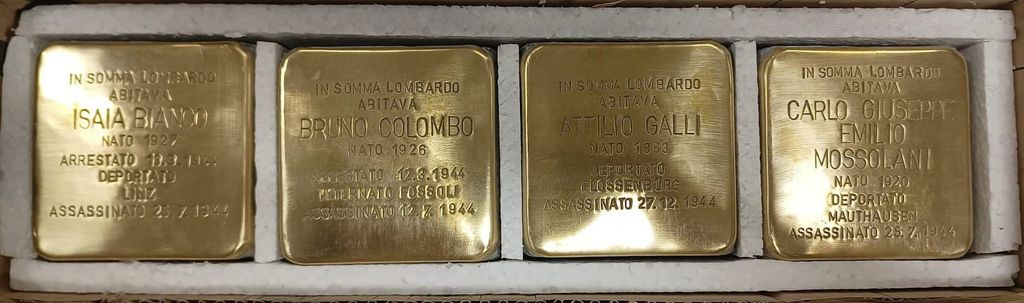 IN SOMMA LOMBARDO
ABITAVA
ISAIA BIANCO
NATO 1927
ARRESTATO 13.3.1944
DEPORTATO
LINZ
ASSASSINATO 25.7.1944
IN SOMMA LOMBARDO
ABITAVA
BRUNO COLOMBO
NATO 1926
ARRESTATO 12.3.1944
INTERNATO FOSSOLI
ASSASSINATO 12.7.1944
IN SOMMA LOMBARDO
ABITAVA
ATTILIO GALLI
NATO
DEPORTATO
FLOSSENBÜRG
ASSASSINATO 27.12.1944
IN SOMMA LOMBARDO
ABITAVA
CARLO GIUSEPPE
EMILIO
MOSSOLANI
NATO 1920
DEPORTATO
MAUTHAUSEN
ASSASSINATO 25.7.1944